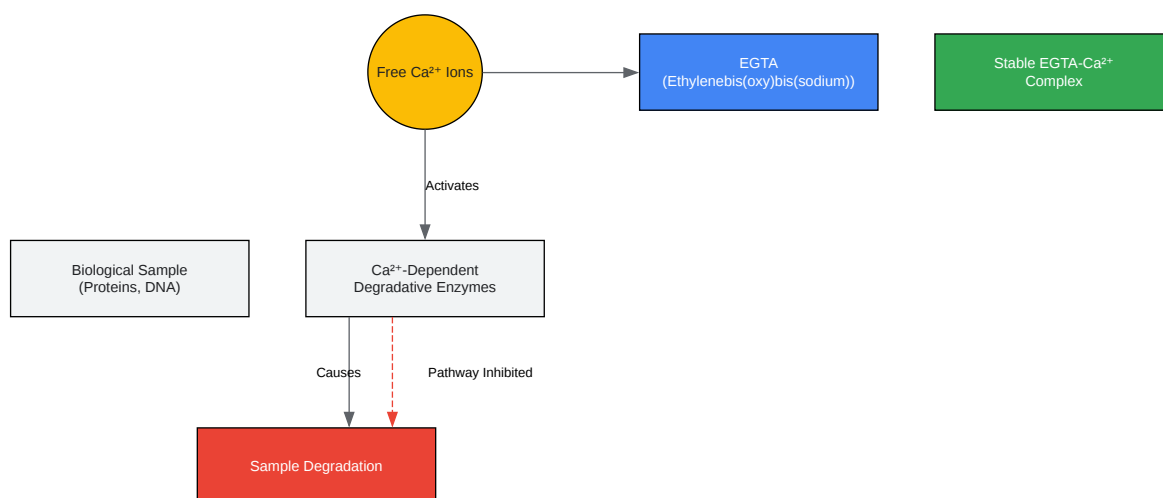 Free Ca²⁺ Ions
EGTA
(Ethylenebis(oxy)bis(sodium))
Stable EGTA-Ca²⁺
Complex
Activates
Biological Sample
(Proteins, DNA)
Ca²⁺-Dependent
Degradative Enzymes
Causes
Pathway Inhibited
Sample Degradation